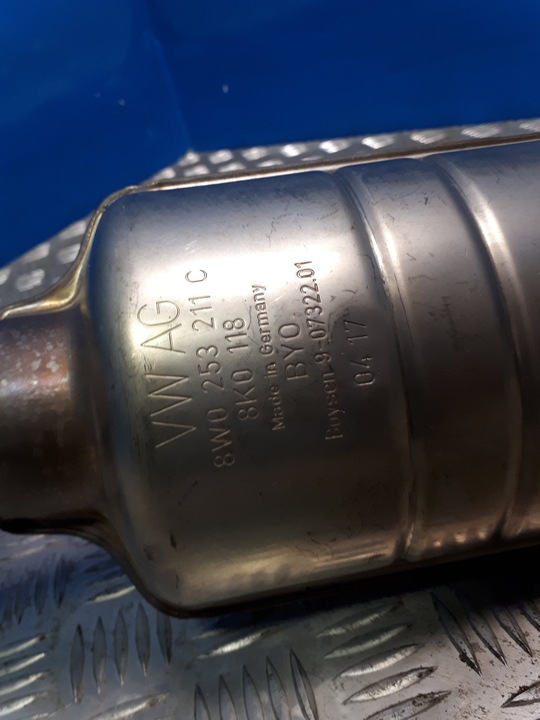 VW AG
8W0 253 211 C
8K0 118
Made in Germany
BYO
Boysen 9-07322.01
04 17